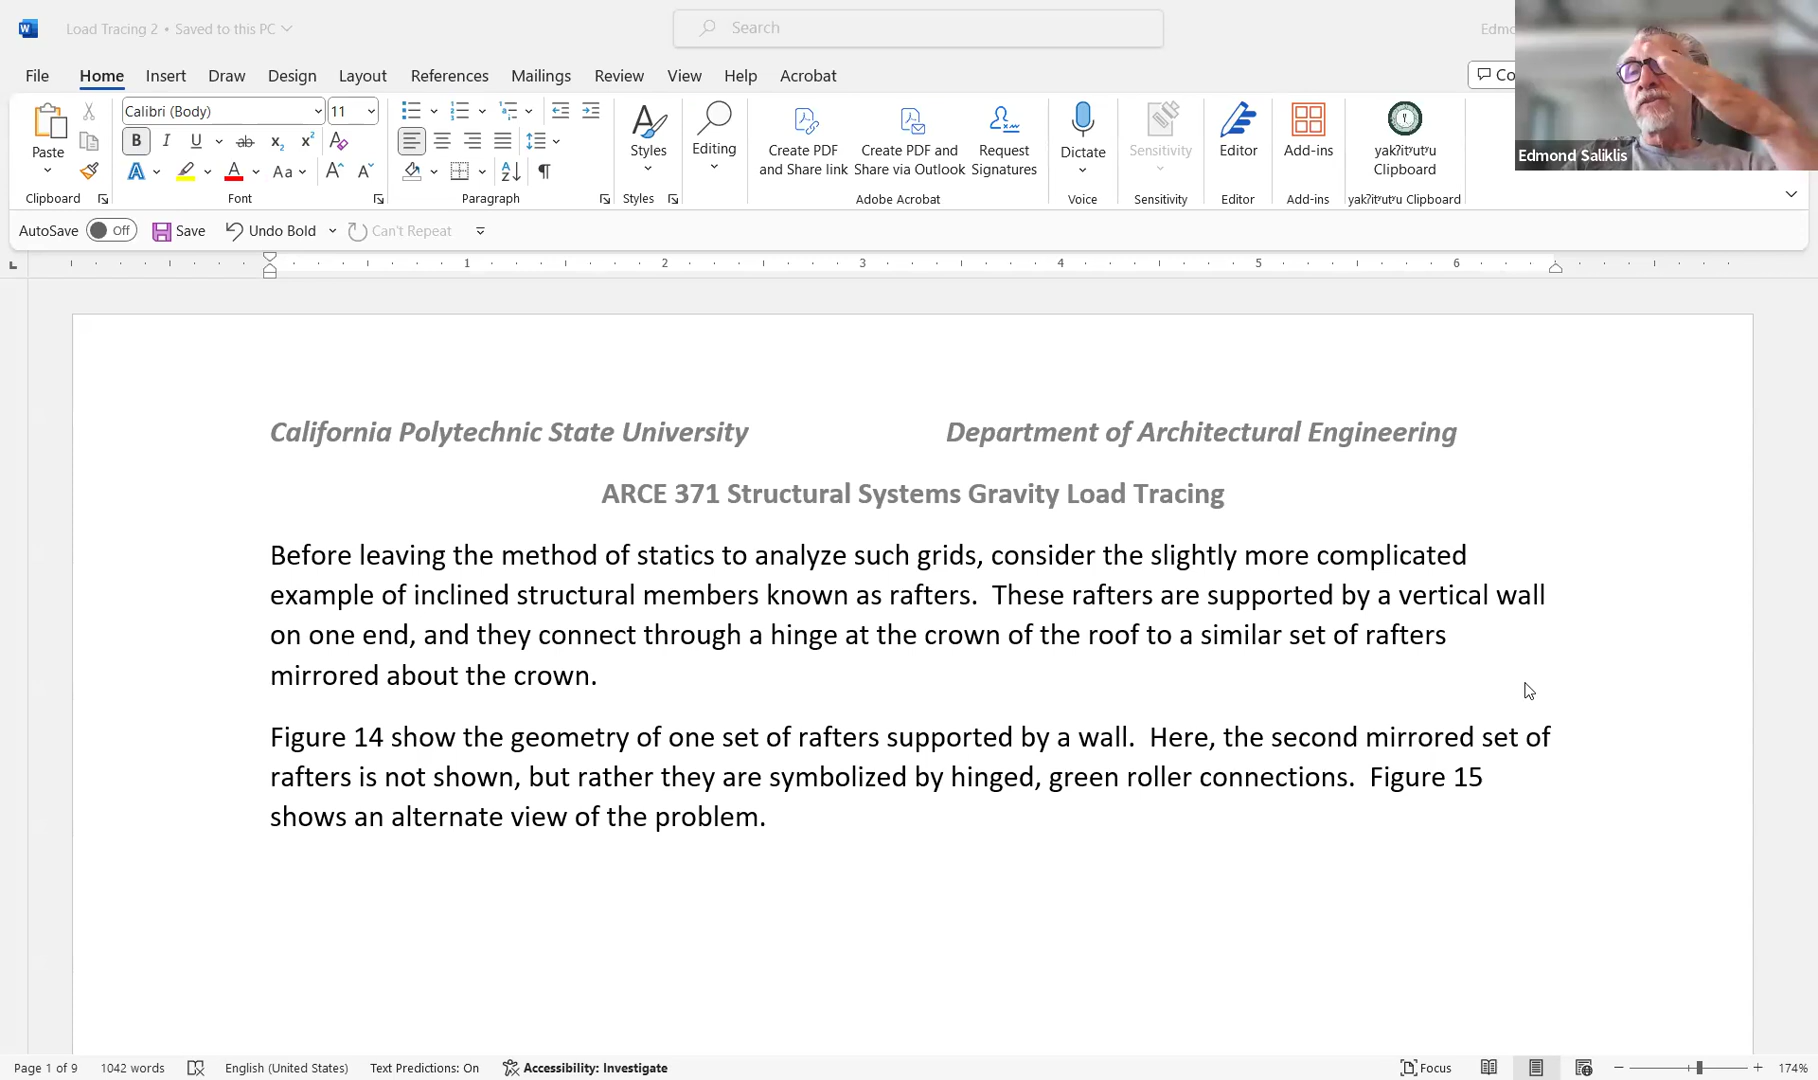 Load Tracing 2 • Saved to this PC
Search
File Home Insert Draw Design Layout References Mailings Review View Help Acrobat
Edmond Saliklis
Calibri (Body) 11
Paste
Styles
Editing
Create PDF and Share link
Create PDF and Share via Outlook
Request Signatures
Dictate
Sensitivity
Editor
Add-ins
yakʔitʸutʸu Clipboard
Clipboard Font Paragraph Styles Adobe Acrobat Voice Sensitivity Editor Add-ins yakʔitʸutʸu Clipboard
AutoSave Off Save Undo Bold Can't Repeat
1 2 3 4 5 6
California Polytechnic State University Department of Architectural Engineering
ARCE 371 Structural Systems Gravity Load Tracing
Before leaving the method of statics to analyze such grids, consider the slightly more complicated
example of inclined structural members known as rafters. These rafters are supported by a vertical wall
on one end, and they connect through a hinge at the crown of the roof to a similar set of rafters
mirrored about the crown.
Figure 14 show the geometry of one set of rafters supported by a wall. Here, the second mirrored set of
rafters is not shown, but rather they are symbolized by hinged, green roller connections. Figure 15
shows an alternate view of the problem.
Page 1 of 9 1042 words English (United States) Text Predictions: On Accessibility: Investigate Focus 174%